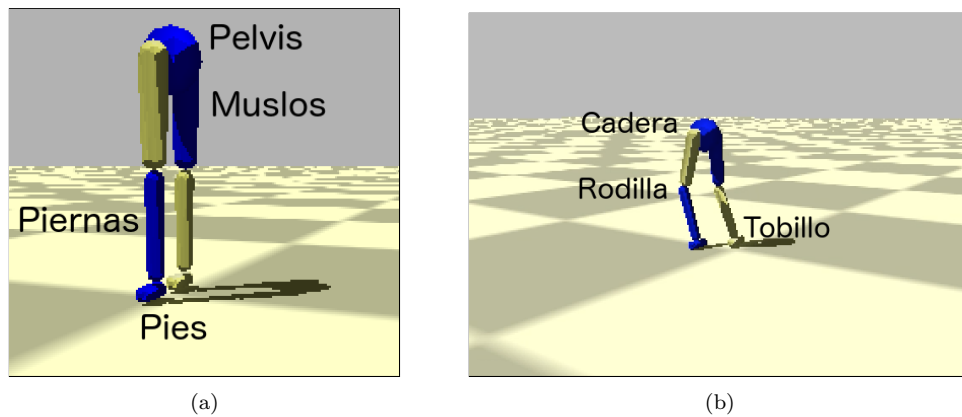 Pelvis
Muslos
Piernas
Pies
(a)
Cadera
Rodilla
Tobillo
(b)